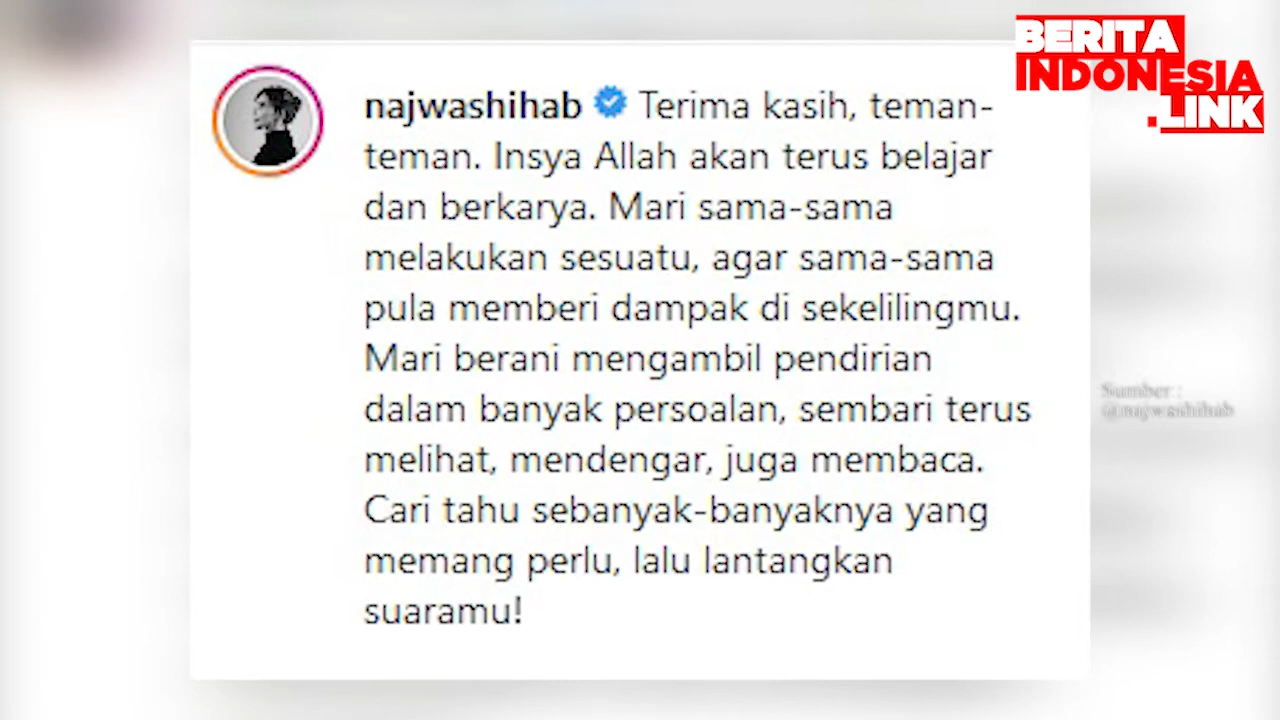 BERITA
INDONESIA
.LINK
najwashihab Terima kasih, teman-
teman. Insya Allah akan terus belajar
dan berkarya. Mari sama-sama
melakukan sesuatu, agar sama-sama
pula memberi dampak di sekelilingmu.
Mari berani mengambil pendirian
dalam banyak persoalan, sembari terus
melihat, mendengar, juga membaca.
Cari tahu sebanyak-banyaknya yang
memang perlu, lalu lantangkan
suaramu!
Sumber :
@najwashihab